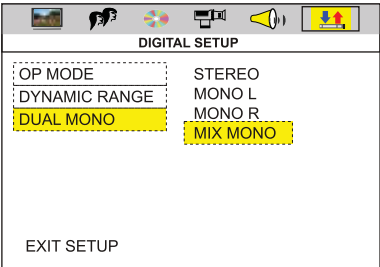 DIGITAL SETUP
OP MODE
DYNAMIC RANGE
DUAL MONO
STEREO
MONO L
MONO R
MIX MONO
EXIT SETUP